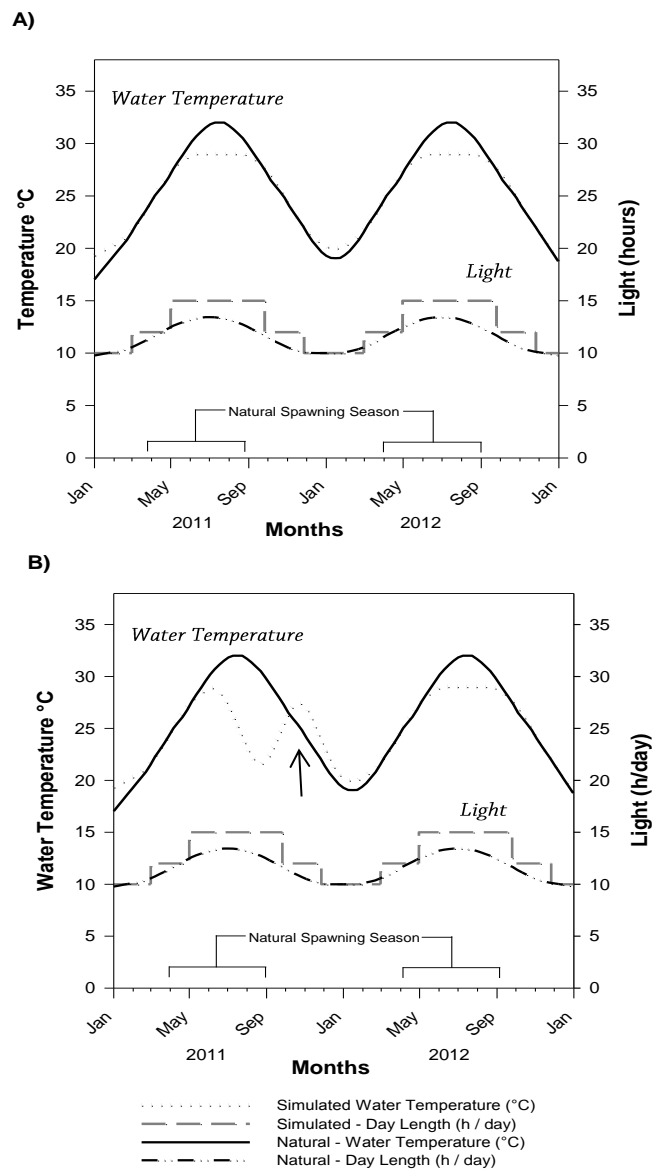 A)
Water Temperature
35
30
25
20
15
10
5
0
Temperature °C
35
30
25
20
15
10
5
0
Light (hours)
Light
Natural Spawning Season
Jan
May
Sep
Jan
May
Sep
Jan
2011
2012
Months
B)
Water Temperature
35
30
25
20
15
10
5
0
Water Temperature °C
35
30
25
20
15
10
5
0
Light (h/day)
Light
Natural Spawning Season
Jan
May
Sep
Jan
May
Sep
Jan
2011
2012
Months
Simulated Water Temperature (°C)
Simulated - Day Length (h / day)
Natural - Water Temperature (°C)
Natural - Day Length (h / day)